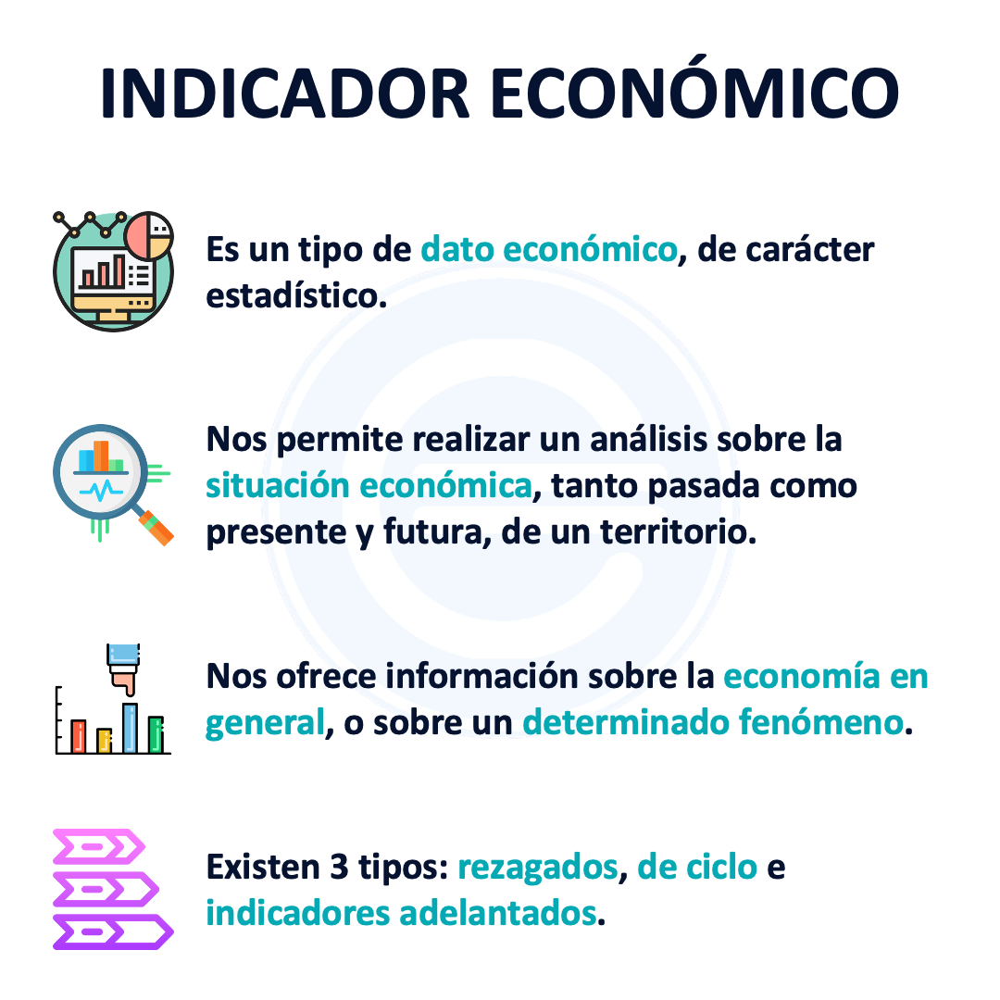 INDICADOR ECONÓMICO
Es un tipo de dato económico, de carácter
estadístico.
Nos permite realizar un análisis sobre la
situación económica, tanto pasada como
presente y futura, de un territorio.
Nos ofrece información sobre la economía en
general, o sobre un determinado fenómeno.
Existen 3 tipos: rezagados, de ciclo e
indicadores adelantados.